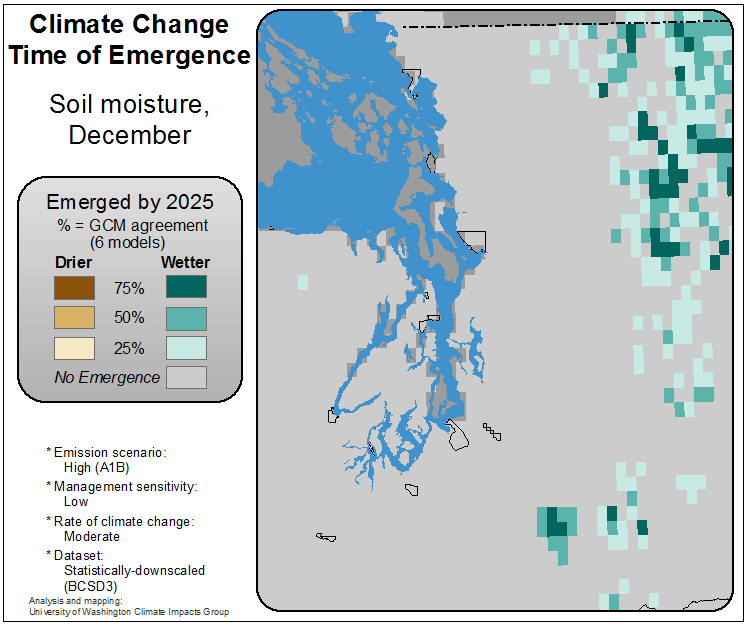 Climate Change
Time of Emergence
Soil moisture,
December
Emerged by 2025
% = GCM agreement
(6 models)
Drier Wetter
75%
50%
25%
No Emergence
* Emission scenario:
High (A1B)
* Management sensitivity:
Low
* Rate of climate change:
Moderate
* Dataset:
Statistically-downscaled
(BCSD3)
Analysis and mapping:
University of Washington Climate Impacts Group